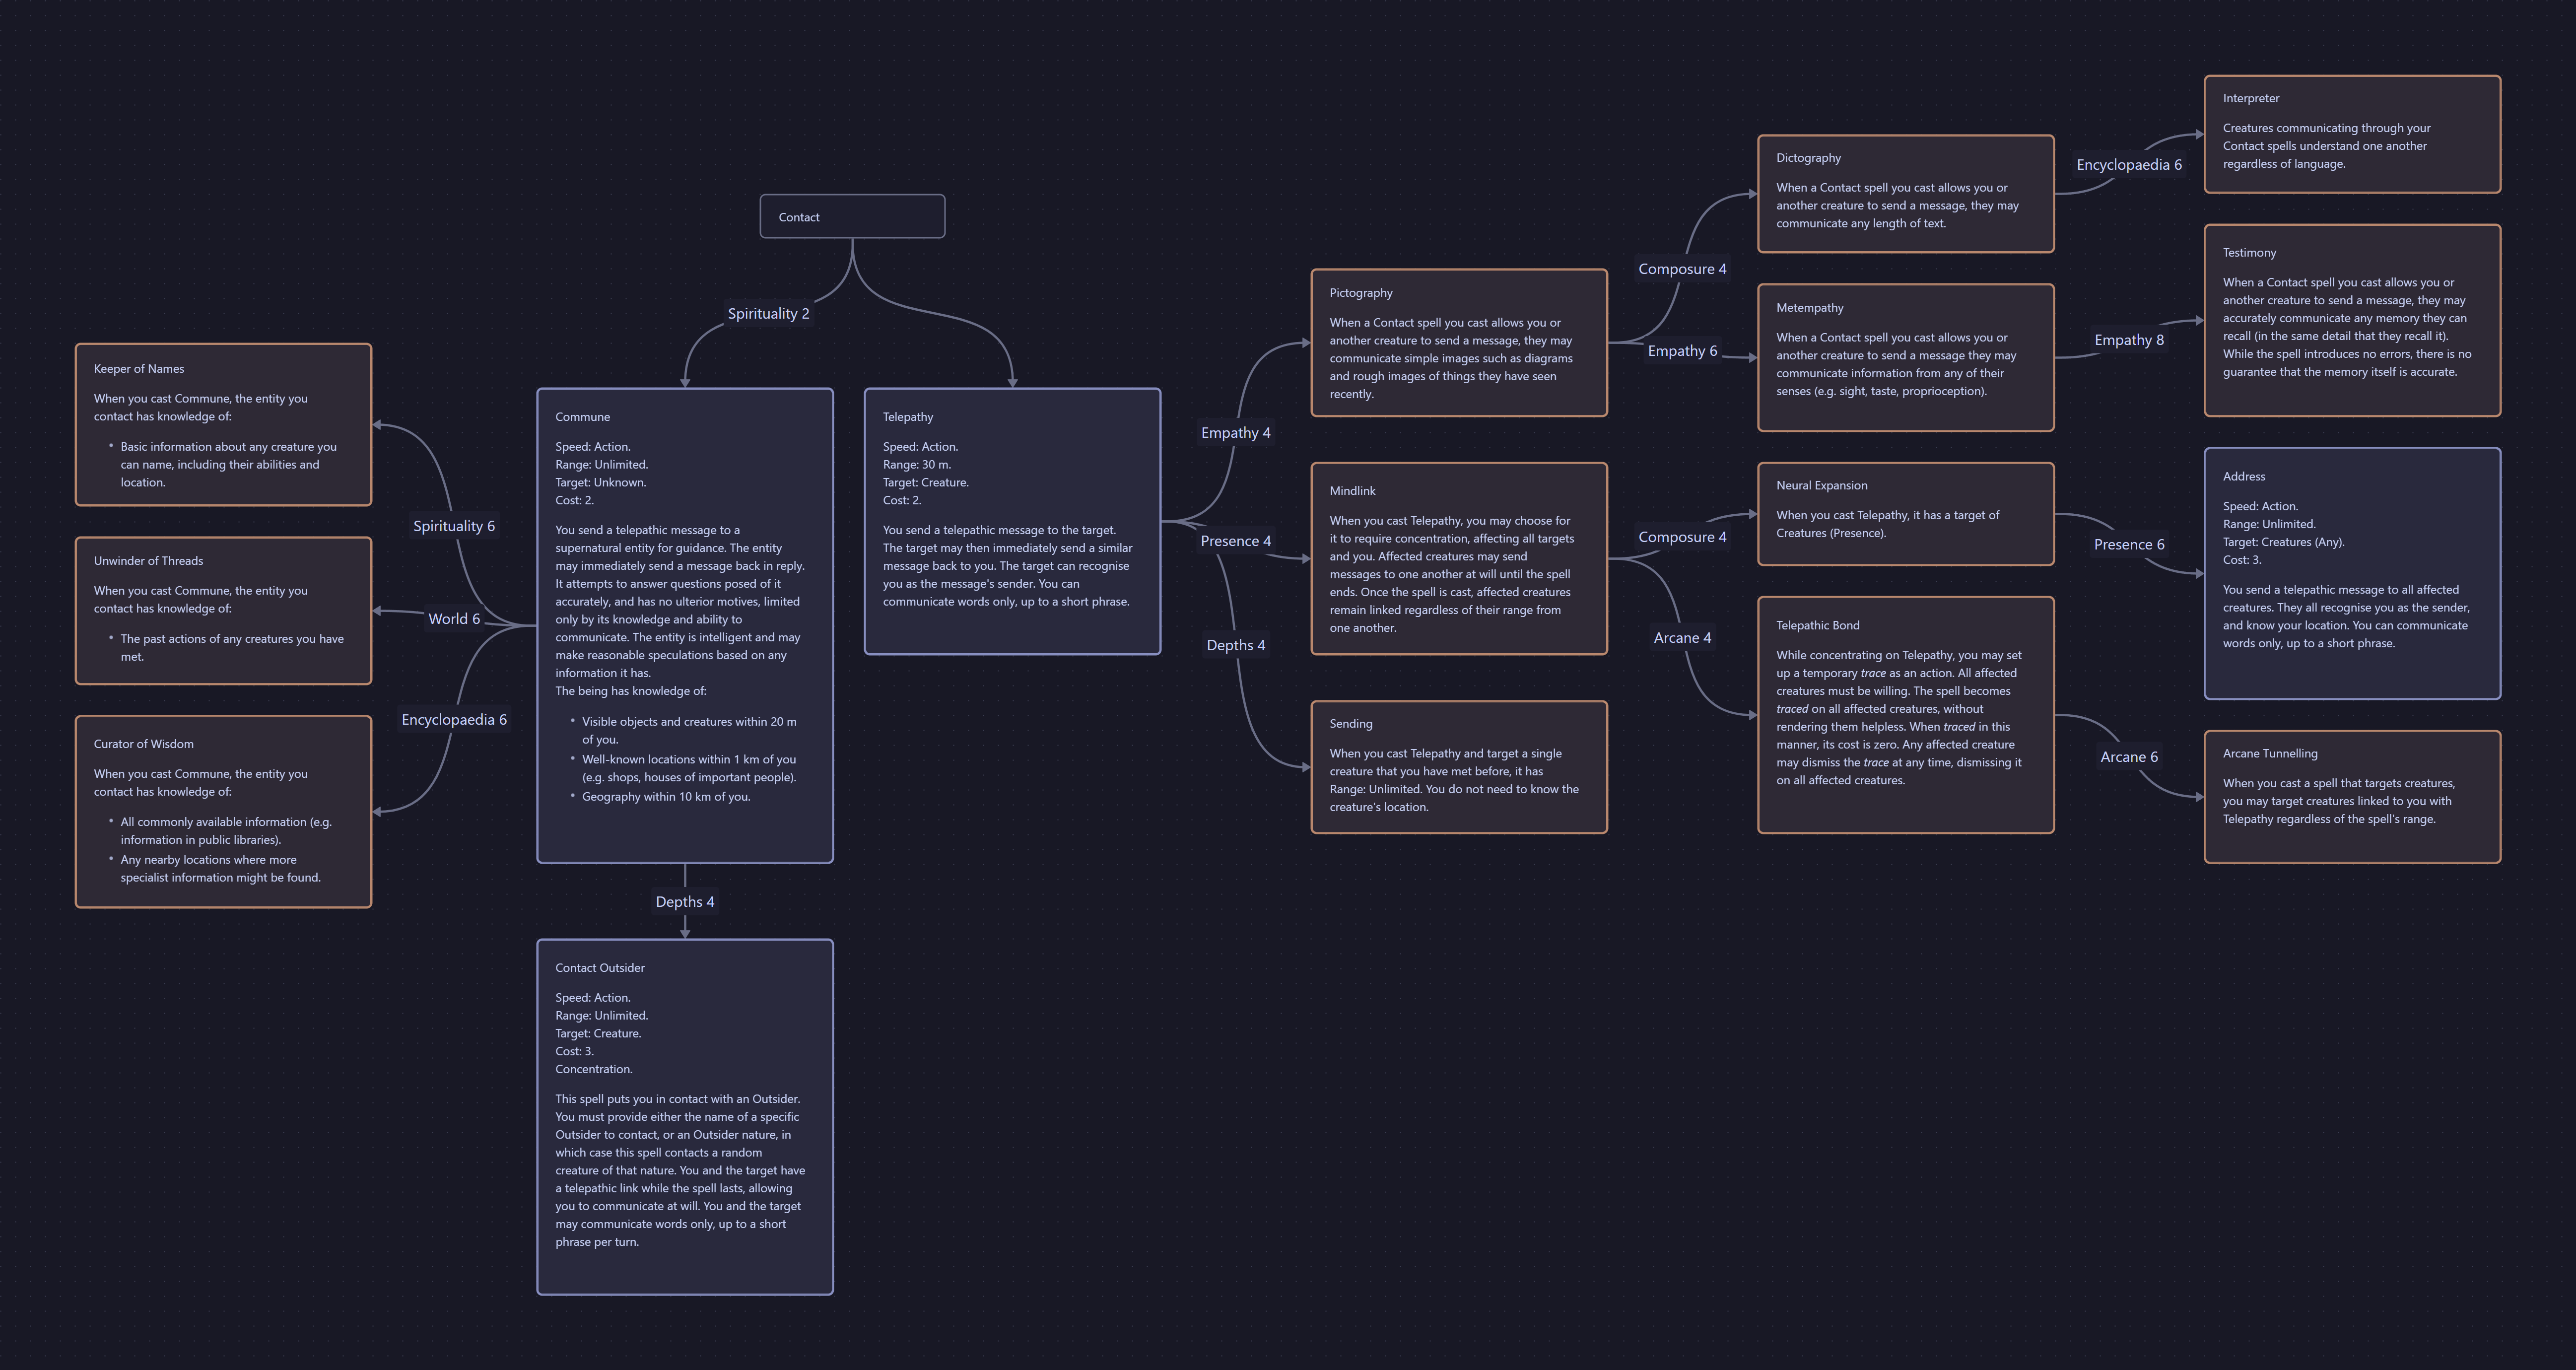 Contact
Spirituality 2
Keeper of Names
When you cast Commune, the entity you
contact has knowledge of:
• Basic information about any creature you
can name, including their abilities and
location.
Unwinder of Threads
When you cast Commune, the entity you
contact has knowledge of:
• The past actions of any creatures you have
met.
Curator of Wisdom
When you cast Commune, the entity you
contact has knowledge of:
• All commonly available information (e.g.
information in public libraries).
• Any nearby locations where more
specialist information might be found.
Spirituality 6
World 6
Encyclopaedia 6
Commune
Speed: Action.
Range: Unlimited.
Target: Unknown.
Cost: 2.
You send a telepathic message to a
supernatural entity for guidance. The entity
may immediately send a message back in reply.
It attempts to answer questions posed of it
accurately, and has no ulterior motives, limited
only by its knowledge and ability to
communicate. The entity is intelligent and may
make reasonable speculations based on any
information it has.
The being has knowledge of:
• Visible objects and creatures within 20 m
of you.
• Well-known locations within 1 km of you
(e.g. shops, houses of important people).
• Geography within 10 km of you.
Depths 4
Contact Outsider
Speed: Action.
Range: Unlimited.
Target: Creature.
Cost: 3.
Concentration.
This spell puts you in contact with an Outsider.
You must provide either the name of a specific
Outsider to contact, or an Outsider nature, in
which case this spell contacts a random
creature of that nature. You and the target have
a telepathic link while the spell lasts, allowing
you to communicate at will. You and the target
may communicate words only, up to a short
phrase per turn.
Telepathy
Speed: Action.
Range: 30 m.
Target: Creature.
Cost: 2.
You send a telepathic message to the target.
The target may then immediately send a similar
message back to you. The target can recognise
you as the message's sender. You can
communicate words only, up to a short phrase.
Empathy 4
Presence 4
Depths 4
Pictography
When a Contact spell you cast allows you or
another creature to send a message, they may
communicate simple images such as diagrams
and rough images of things they have seen
recently.
Mindlink
When you cast Telepathy, you may choose for
it to require concentration, affecting all targets
and you. Affected creatures may send
messages to one another at will until the spell
ends. Once the spell is cast, affected creatures
remain linked regardless of their range from
one another.
Sending
When you cast Telepathy and target a single
creature that you have met before, it has
Range: Unlimited. You do not need to know the
creature's location.
Composure 4
Empathy 6
Composure 4
Arcane 4
Dictography
When a Contact spell you cast allows you or
another creature to send a message, they may
communicate any length of text.
Metempathy
When a Contact spell you cast allows you or
another creature to send a message they may
communicate information from any of their
senses (e.g. sight, taste, proprioception).
Neural Expansion
When you cast Telepathy, it has a target of
Creatures (Presence).
Telepathic Bond
While concentrating on Telepathy, you may set
up a temporary trace as an action. All affected
creatures must be willing. The spell becomes
traced on all affected creatures, without
rendering them helpless. When traced in this
manner, its cost is zero. Any affected creature
may dismiss the trace at any time, dismissing it
on all affected creatures.
Encyclopaedia 6
Empathy 8
Presence 6
Arcane 6
Interpreter
Creatures communicating through your
Contact spells understand one another
regardless of language.
Testimony
When a Contact spell you cast allows you or
another creature to send a message, they may
accurately communicate any memory they can
recall (in the same detail that they recall it).
While the spell introduces no errors, there is no
guarantee that the memory itself is accurate.
Address
Speed: Action.
Range: Unlimited.
Target: Creatures (Any).
Cost: 3.
You send a telepathic message to all affected
creatures. They all recognise you as the sender,
and know your location. You can communicate
words only, up to a short phrase.
Arcane Tunnelling
When you cast a spell that targets creatures,
you may target creatures linked to you with
Telepathy regardless of the spell's range.